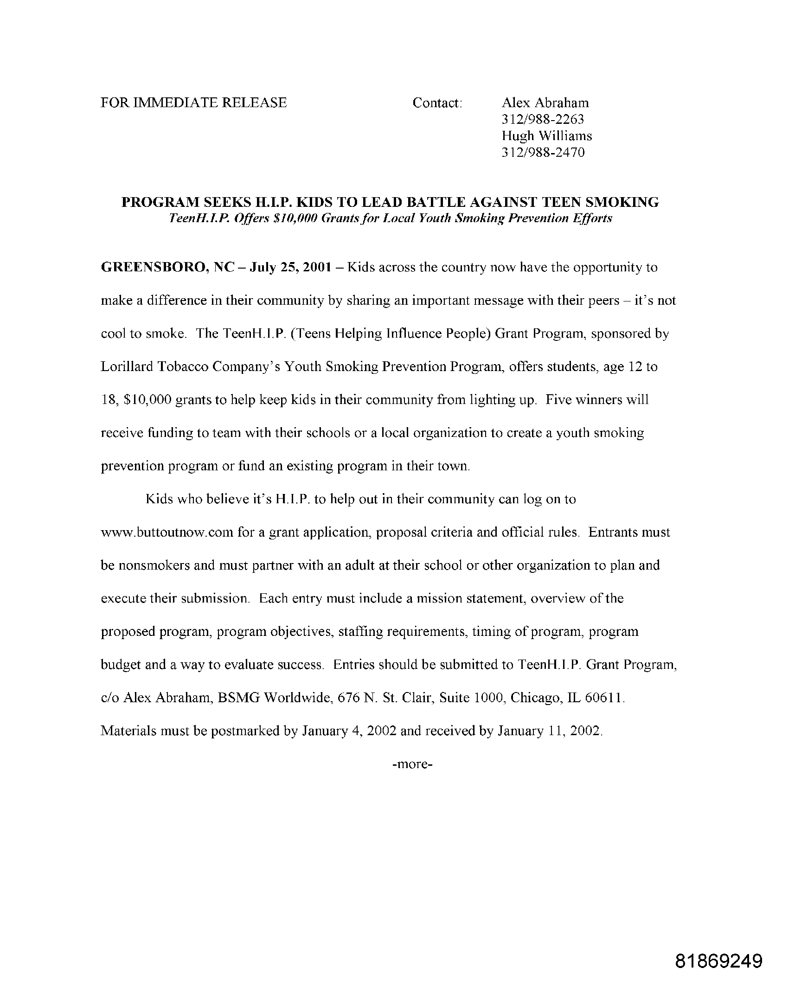 FOR IMMEDIATE RELEASE Contact: Alex Abraham
312/988-2263
Hugh Williams
312/988-2470
PROGRAM SEEKS H.I.P. KIDS TO LEAD BATTLE AGAINST TEEN SMOKING
TeenH.I.P. Offers $10,000 Grants for Local Youth Smoking Prevention Efforts
GREENSBORO, NC – July 25, 2001 – Kids across the country now have the opportunity to
make a difference in their community by sharing an important message with their peers – it's not
cool to smoke. The TeenH.I.P. (Teens Helping Influence People) Grant Program, sponsored by
Lorillard Tobacco Company's Youth Smoking Prevention Program, offers students, age 12 to
18, $10,000 grants to help keep kids in their community from lighting up. Five winners will
receive funding to team with their schools or a local organization to create a youth smoking
prevention program or fund an existing program in their town.
Kids who believe it's H.I.P. to help out in their community can log on to
www.buttoutnow.com for a grant application, proposal criteria and official rules. Entrants must
be nonsmokers and must partner with an adult at their school or other organization to plan and
execute their submission. Each entry must include a mission statement, overview of the
proposed program, program objectives, staffing requirements, timing of program, program
budget and a way to evaluate success. Entries should be submitted to TeenH.I.P. Grant Program,
c/o Alex Abraham, BSMG Worldwide, 676 N. St. Clair, Suite 1000, Chicago, IL 60611.
Materials must be postmarked by January 4, 2002 and received by January 11, 2002.
-more-
81869249